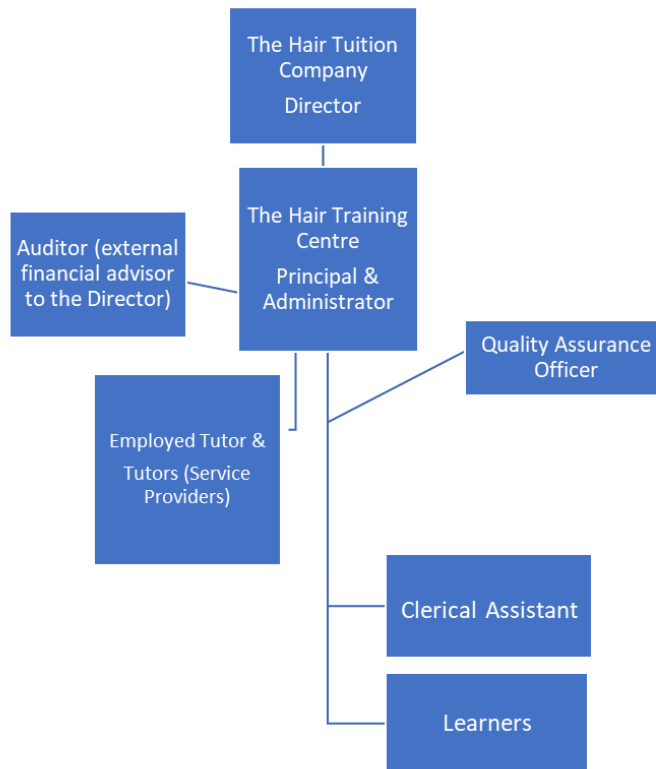 The Hair Tuition
Company
Director
The Hair Training
Centre
Principal &
Administrator
Auditor (external
financial advisor
to the Director)
Quality Assurance
Officer
Employed Tutor &
Tutors (Service
Providers)
Clerical Assistant
Learners